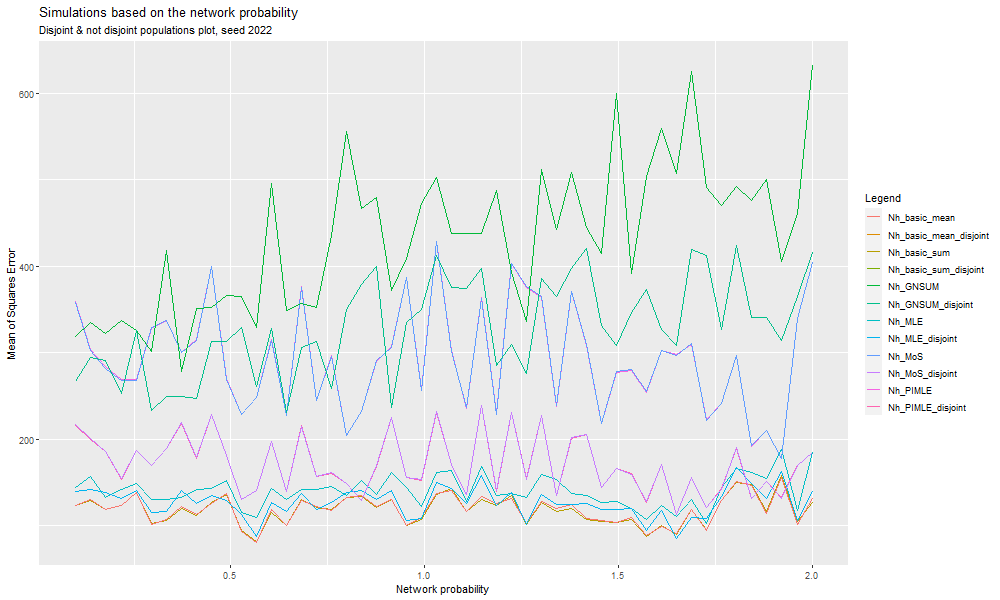 Simulations based on the network probability
Disjoint & not disjoint populations plot, seed 2022
600
400
200
Mean of Squares Error
0.5
1.0
1.5
2.0
Network probability
Legend
Nh_basic_mean
Nh_basic_mean_disjoint
Nh_basic_sum
Nh_basic_sum_disjoint
Nh_GNSUM
Nh_GNSUM_disjoint
Nh_MLE
Nh_MLE_disjoint
Nh_MoS
Nh_MoS_disjoint
Nh_PIMLE
Nh_PIMLE_disjoint